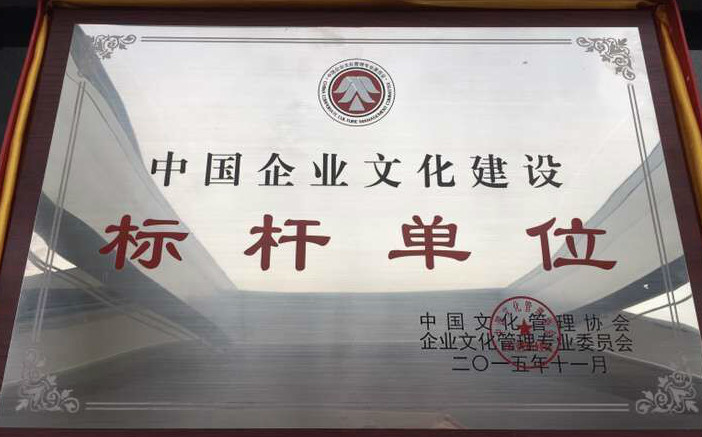 中国企业文化建设
标杆单位
中国文化管理协会
企业文化管理专业委员会
二〇一五年十一月